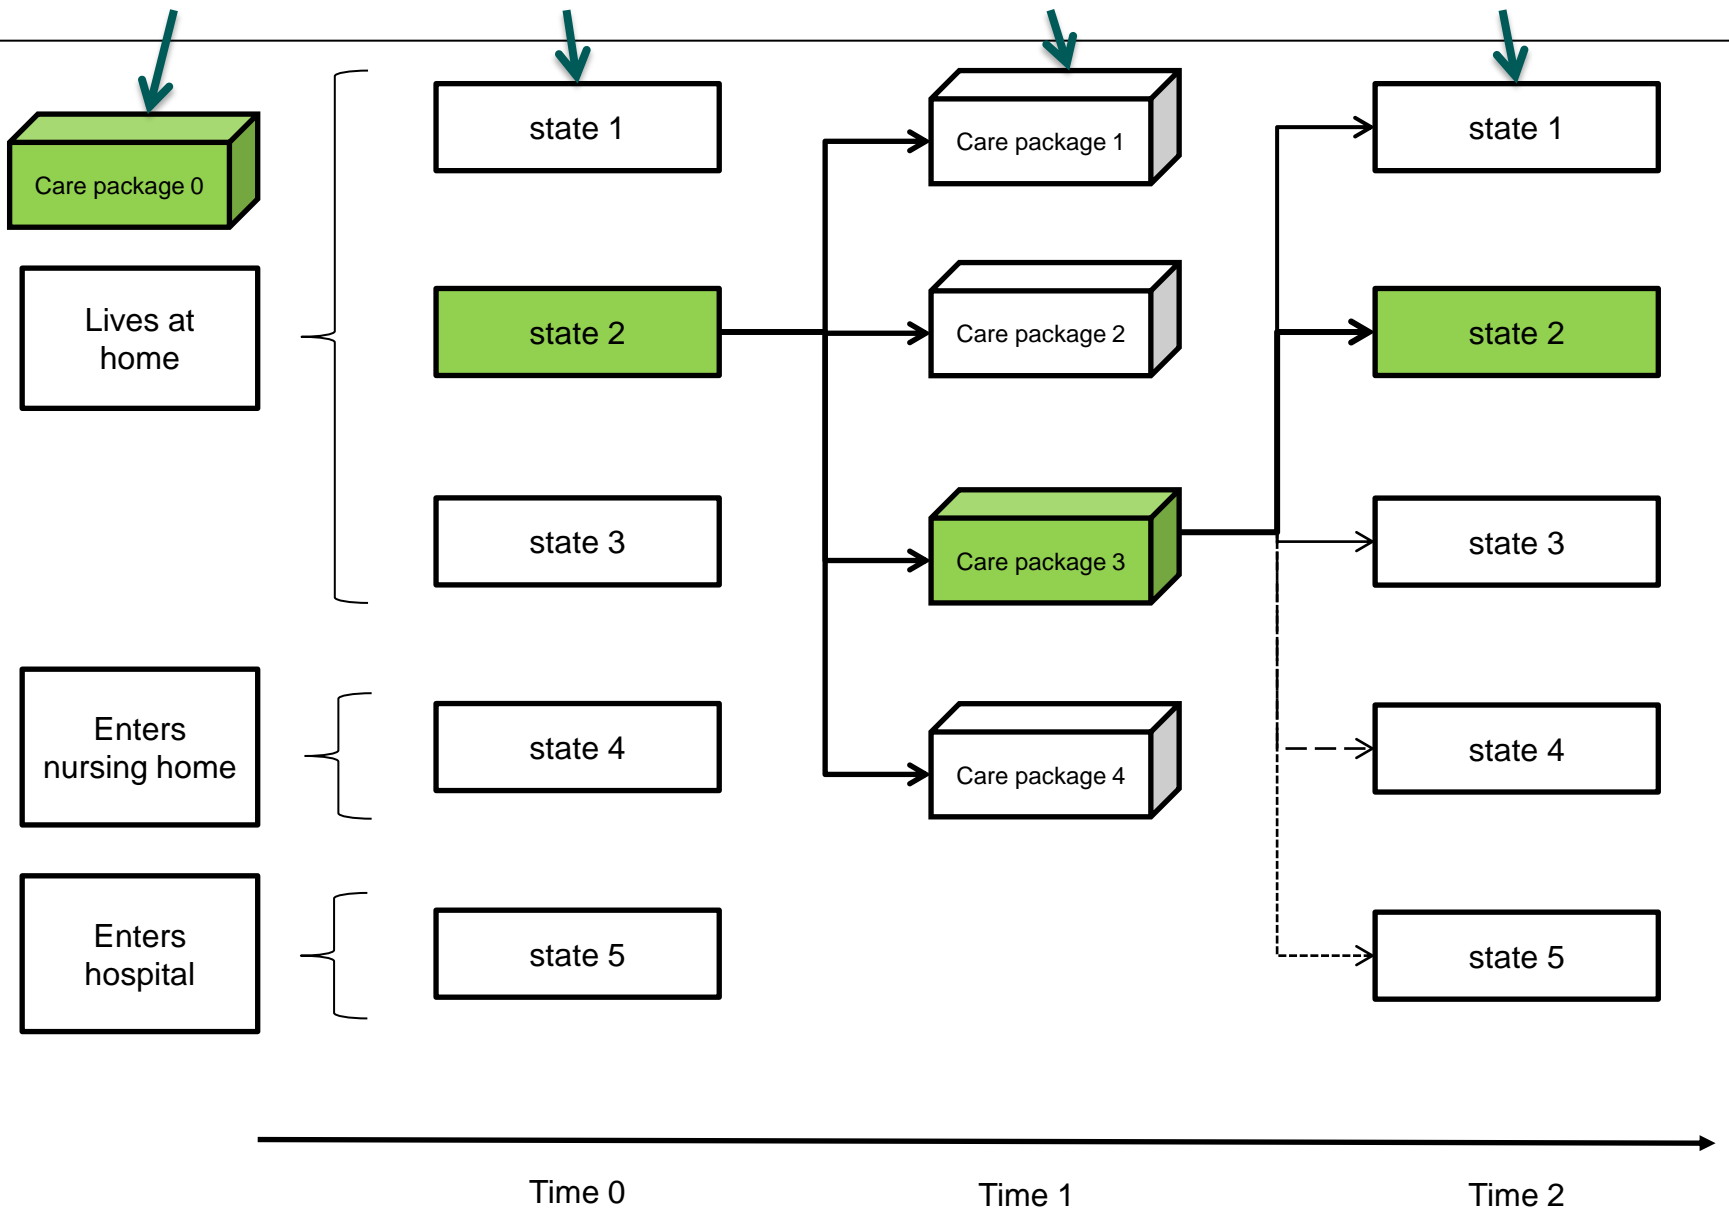 Care package 0
Lives at
home
Enters
nursing home
Enters
hospital
state 1
state 2
state 3
state 4
state 5
Care package 1
Care package 2
Care package 3
Care package 4
state 1
state 2
state 3
state 4
state 5
Time 0
Time 1
Time 2